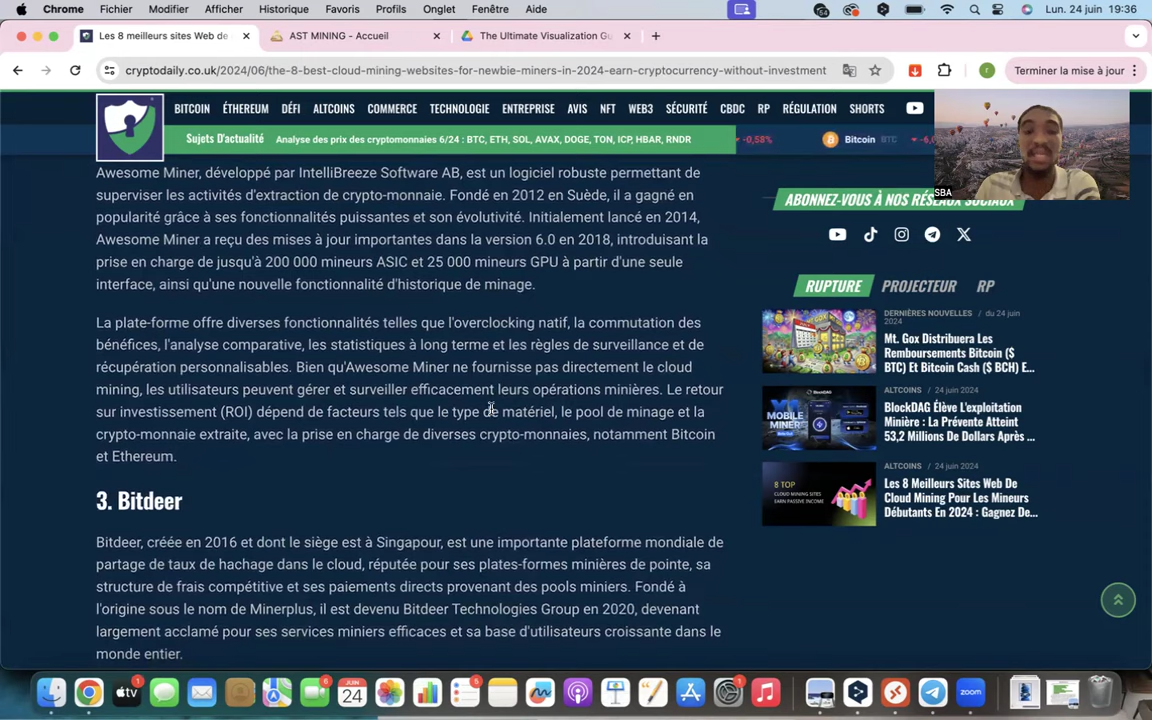 Chrome Fichier Modifier Afficher Historique Favoris Profils Onglet Fenêtre Aide Lun. 24 juin 19:36
Les 8 meilleurs sites Web de AST MINING - Accueil The Ultimate Visualization Gu
cryptodaily.co.uk/2024/06/the-8-best-cloud-mining-websites-for-newbie-miners-in-2024-earn-cryptocurrency-without-investment r Terminer la mise à jour
BITCOIN ÉTHEREUM DÉFI ALTCOINS COMMERCE TECHNOLOGIE ENTREPRISE AVIS NFT WEB3 SÉCURITÉ CBDC RP RÉGULATION SHORTS
Sujets D'actualité Analyse des prix des cryptomonnaies 6/24 : BTC, ETH, SOL, AVAX, DOGE, TON, ICP, HBAR, RNDR -0,58% Bitcoin BTC
SBA
Awesome Miner, développé par IntelliBreeze Software AB, est un logiciel robuste permettant de
superviser les activités d'extraction de crypto-monnaie. Fondé en 2012 en Suède, il a gagné en
popularité grâce à ses fonctionnalités puissantes et son évolutivité. Initialement lancé en 2014,
Awesome Miner a reçu des mises à jour importantes dans la version 6.0 en 2018, introduisant la
prise en charge de jusqu'à 200 000 mineurs ASIC et 25 000 mineurs GPU à partir d'une seule
interface, ainsi qu'une nouvelle fonctionnalité d'historique de minage.
La plate-forme offre diverses fonctionnalités telles que l'overclocking natif, la commutation des
bénéfices, l'analyse comparative, les statistiques à long terme et les règles de surveillance et de
récupération personnalisables. Bien qu'Awesome Miner ne fournisse pas directement le cloud
mining, les utilisateurs peuvent gérer et surveiller efficacement leurs opérations minières. Le retour
sur investissement (ROI) dépend de facteurs tels que le type de matériel, le pool de minage et la
crypto-monnaie extraite, avec la prise en charge de diverses crypto-monnaies, notamment Bitcoin
et Ethereum.
3. Bitdeer
Bitdeer, créée en 2016 et dont le siège est à Singapour, est une importante plateforme mondiale de
partage de taux de hachage dans le cloud, réputée pour ses plates-formes minières de pointe, sa
structure de frais compétitive et ses paiements directs provenant des pools miniers. Fondé à
l'origine sous le nom de Minerplus, il est devenu Bitdeer Technologies Group en 2020, devenant
largement acclamé pour ses services miniers efficaces et sa base d'utilisateurs croissante dans le
monde entier.
ABONNEZ-VOUS À NOS RÉSEAUX SOCIAUX
RUPTURE PROJECTEUR RP
DERNIÈRES NOUVELLES / du 24 juin
2024
Mt. Gox Distribuera Les
Remboursements Bitcoin ($
BTC) Et Bitcoin Cash ($ BCH) E...
ALTCOINS / 24 juin 2024
BlockDAG Élève L'exploitation
Minière : La Prévente Atteint
53,2 Millions De Dollars Après ...
MOBILE
MINER
ALTCOINS / 24 juin 2024
Les 8 Meilleurs Sites Web De
Cloud Mining Pour Les Mineurs
Débutants En 2024 : Gagnez De...
8 TOP
CLOUD MINING SITES
EARN PASSIVE INCOME
1 tv 6 JUIN 24 5 1 zoom